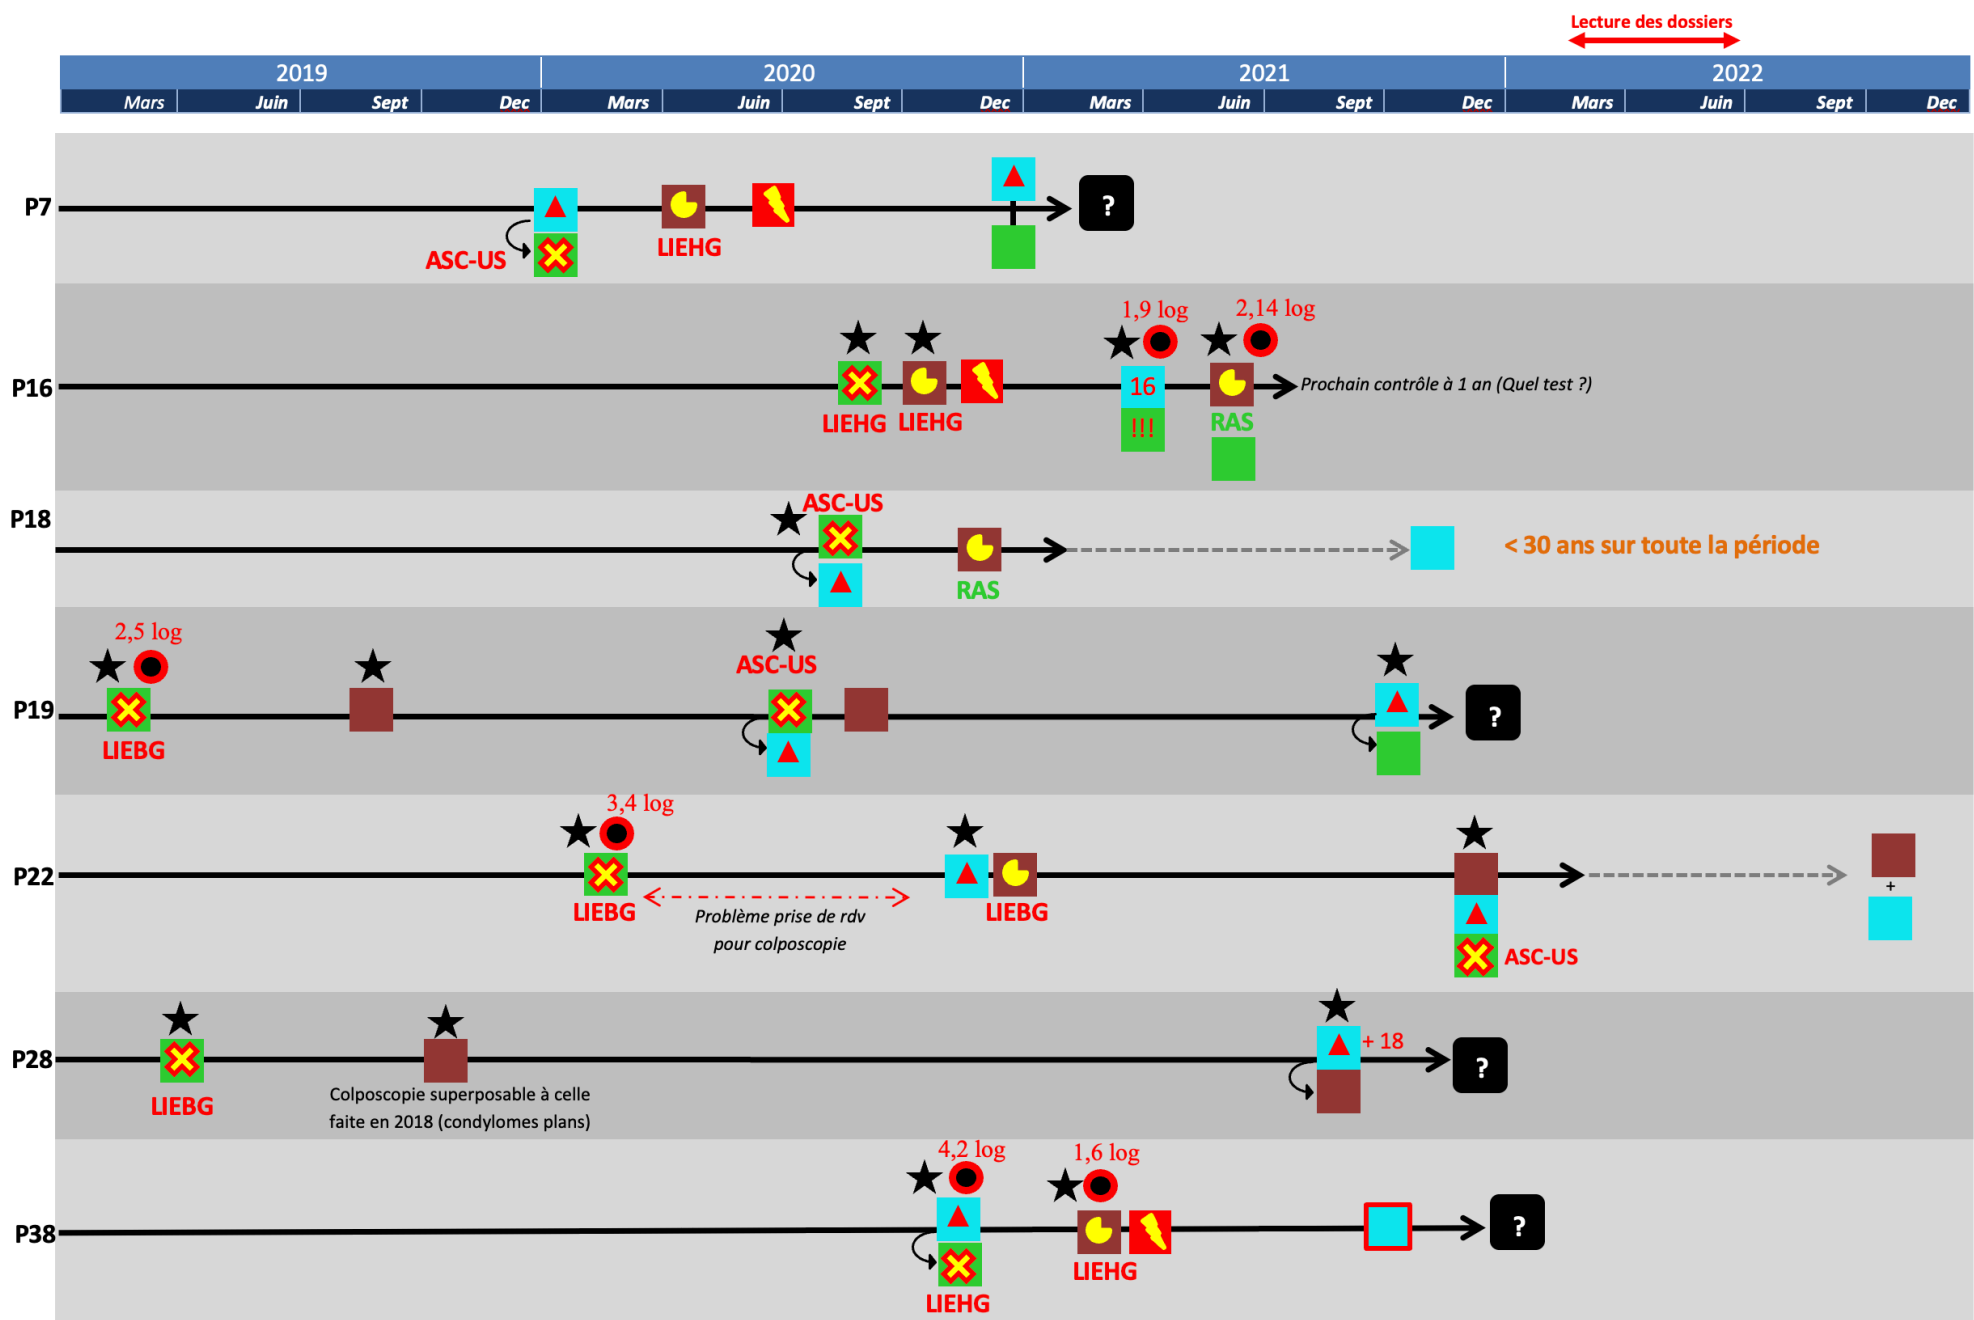 Lecture des dossiers
2019 2020 2021 2022
Mars Juin Sept Dec Mars Juin Sept Dec Mars Juin Sept Dec Mars Juin Sept Dec
P7
?
LIEHG
ASC-US
1,9 log 2,14 log
P16
16
Prochain contrôle à 1 an (Quel test ?)
LIEHG LIEHG
!!!
RAS
ASC-US
P18
< 30 ans sur toute la période
RAS
2,5 log
ASC-US
P19
?
LIEBG
3,4 log
P22
+
LIEBG
Problème prise de rdv
pour colposcopie
LIEBG
ASC-US
+ 18
P28
?
LIEBG
Colposcopie superposable à celle
faite en 2018 (condylomes plans)
4,2 log 1,6 log
P38
?
LIEHG
LIEHG